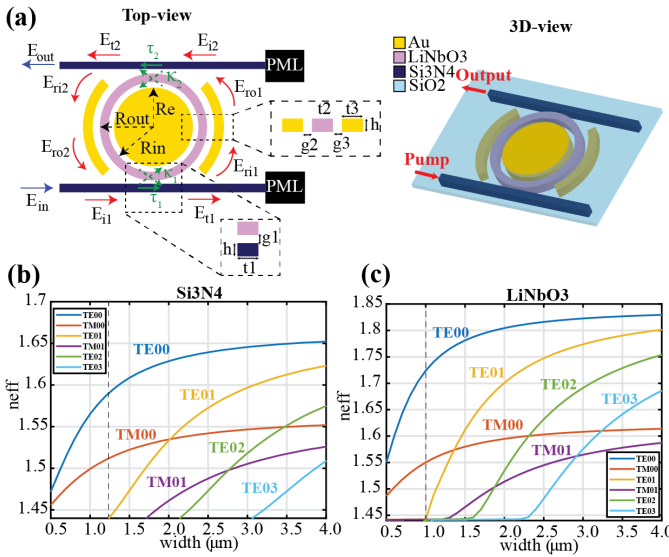 (a)
Top-view
3D-view
Au
LiNbO3
Si3N4
SiO2
Eout
Et2
τ2
Ei2
PML
Eri2
K2
Ero1
Re
Rout
Rin
t2
t3
h
g2
g3
Ero2
K1
Eri1
Ein
Ei1
τ1
Et1
PML
h
g1
t1
Output
Pump
(b)
Si3N4
neff
1.7
1.65
1.6
1.55
1.5
1.45
TE00
TM00
TE01
TM01
TE02
TE03
TE00
TE01
TM00
TE02
TM01
TE03
0.5
1.0
1.5
2.0
2.5
3.0
3.5
4.0
width (μm)
(c)
LiNbO3
neff
1.85
1.8
1.75
1.7
1.65
1.6
1.55
1.5
1.45
TE00
TE01
TE02
TE03
TM00
TM01
TE00
TM00
TE01
TM01
TE02
TE03
0.5
1.0
1.5
2.0
2.5
3.0
3.5
4.0
width (μm)